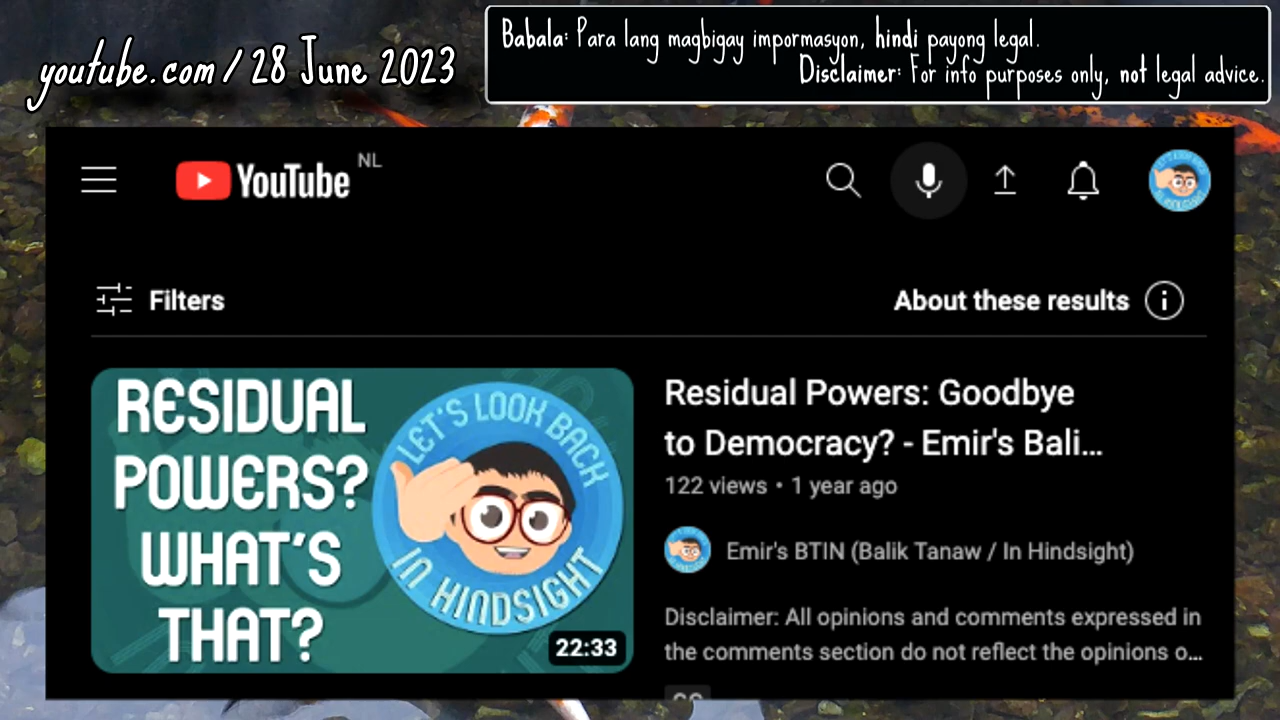 youtube.com / 28 June 2023
Babala: Para lang magbigay impormasyon, hindi payong legal.
Disclaimer: For info purposes only, not legal advice.
YouTube NL
Filters
About these results
RESIDUAL
POWERS?
WHAT'S
THAT?
LET'S LOOK BACK
IN HINDSIGHT
22:33
Residual Powers: Goodbye
to Democracy? - Emir's Bali...
122 views • 1 year ago
Emir's BTIN (Balik Tanaw / In Hindsight)
Disclaimer: All opinions and comments expressed in
the comments section do not reflect the opinions o...